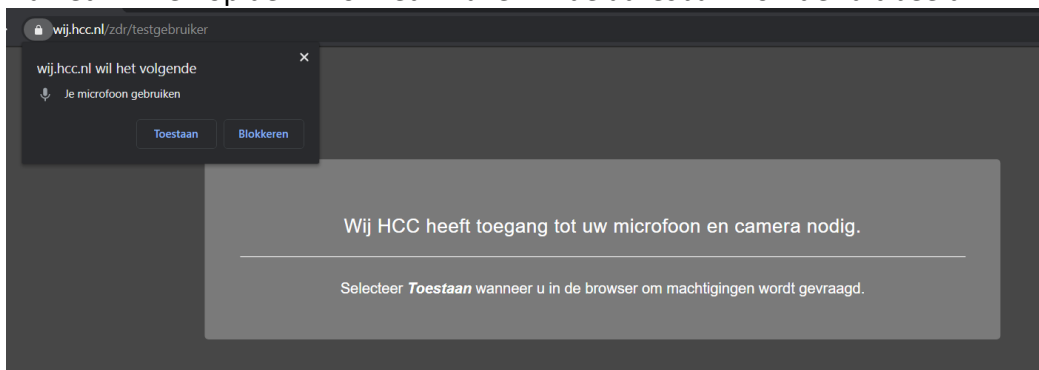 wij.hcc.nl/zdr/testgebruiker
wij.hcc.nl wil het volgende
Je microfoon gebruiken
Toestaan
Blokkeren
Wij HCC heeft toegang tot uw microfoon en camera nodig.
Selecteer Toestaan wanneer u in de browser om machtigingen wordt gevraagd.